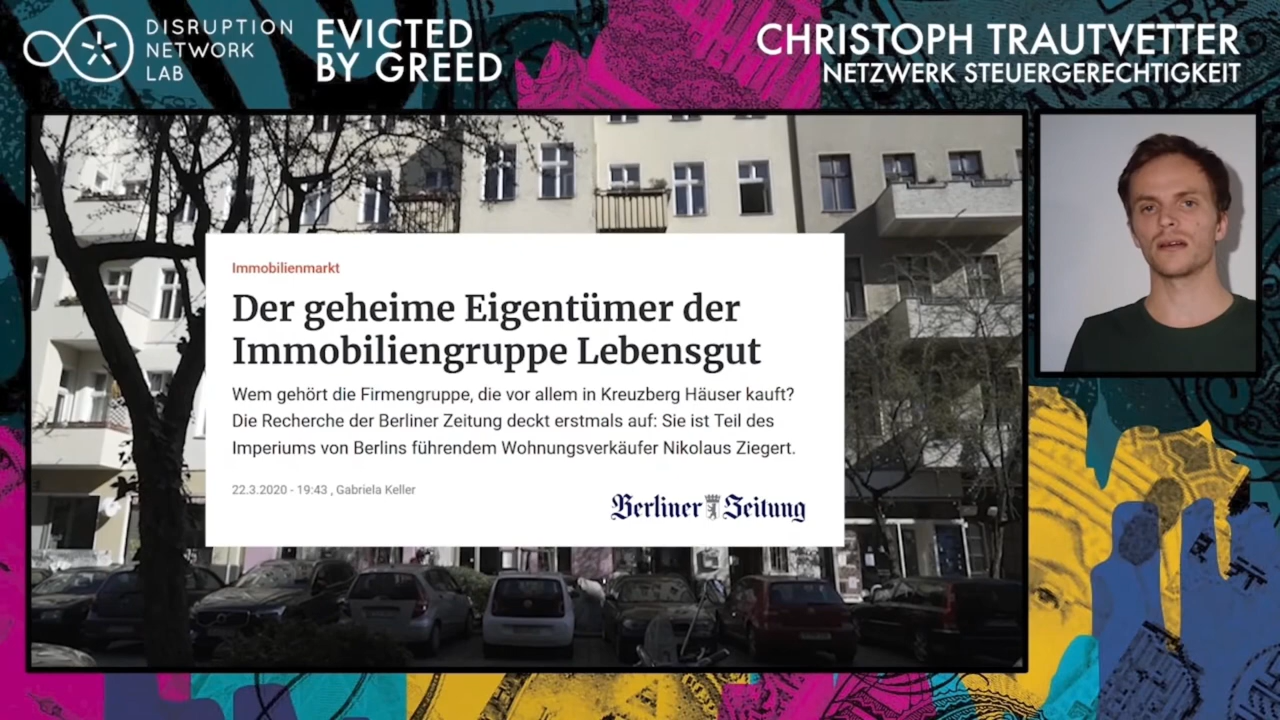 DISRUPTION
NETWORK
LAB
EVICTED
BY GREED
CHRISTOPH TRAUTVETTER
NETZWERK STEUERGERECHTIGKEIT
Immobilienmarkt
Der geheime Eigentümer der
Immobiliengruppe Lebensgut
Wem gehört die Firmengruppe, die vor allem in Kreuzberg Häuser kauft?
Die Recherche der Berliner Zeitung deckt erstmals auf: Sie ist Teil des
Imperiums von Berlins führendem Wohnungsverkäufer Nikolaus Ziegert.
22.3.2020 - 19:43 , Gabriela Keller
Berliner Zeitung